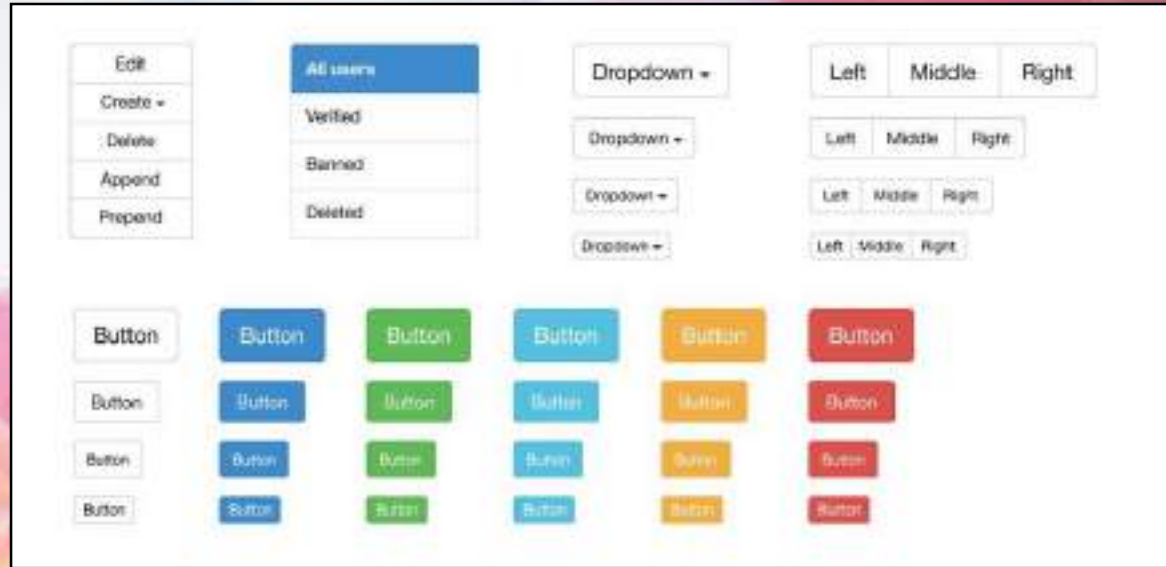 Edit
Create
Delete
Append
Prepend
All users
Verified
Banned
Deleted
Dropdown
Dropdown
Dropdown
Dropdown
Left Middle Right
Left Middle Right
Left Middle Right
Left Middle Right
Button Button Button Button Button Button
Button Button Button Button Button Button
Button Button Button Button Button Button
Button Button Button Button Button Button